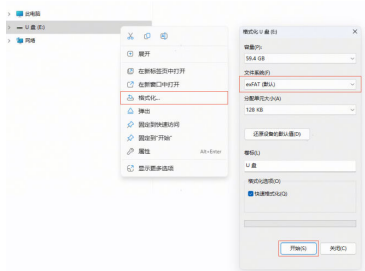 此电脑
U 盘 (E:)
网络
展开
在新标签页中打开
在新窗口中打开
格式化...
弹出
固定到快速访问
固定到"开始"
属性
Alt+Enter
显示更多选项
格式化 U 盘 (E:)
容量(P):
59.4 GB
文件系统(F)
exFAT (默认)
分配单元大小(A)
128 KB
还原设备的默认值(D)
卷标(L)
U 盘
格式化选项(O)
快速格式化(Q)
开始(S)
关闭(C)